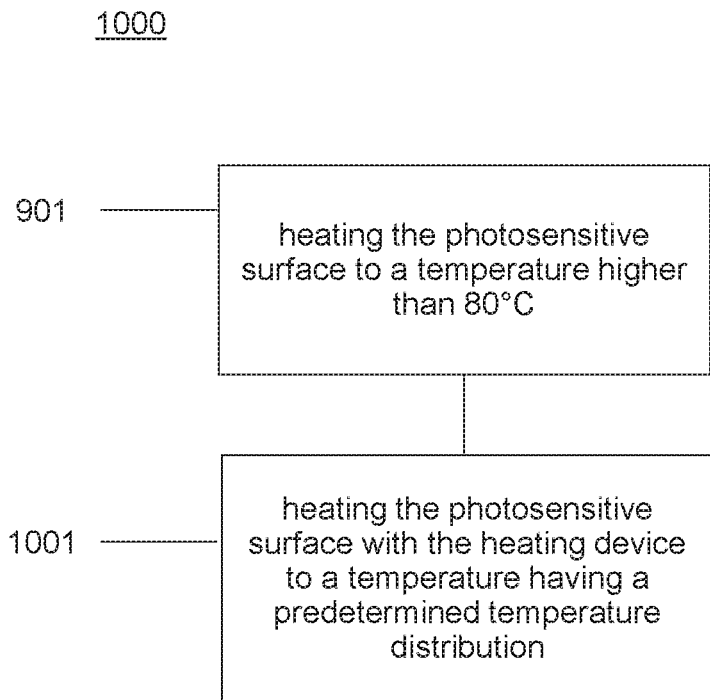 1000
901
heating the photosensitive
surface to a temperature higher
than 80°C
1001
heating the photosensitive
surface with the heating device
to a temperature having a
predetermined temperature
distribution